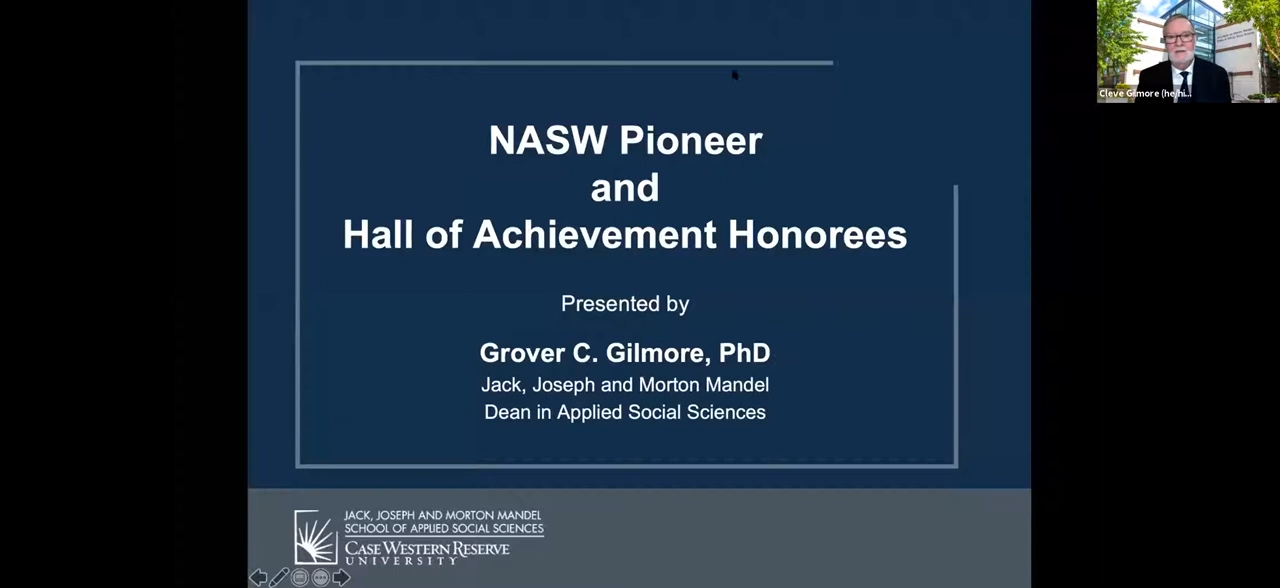 NASW Pioneer
and
Hall of Achievement Honorees
Presented by
Grover C. Gilmore, PhD
Jack, Joseph and Morton Mandel
Dean in Applied Social Sciences
JACK, JOSEPH AND MORTON MANDEL
SCHOOL OF APPLIED SOCIAL SCIENCES
CASE WESTERN RESERVE
UNIVERSITY
Cleve Gilmore (he/hi...